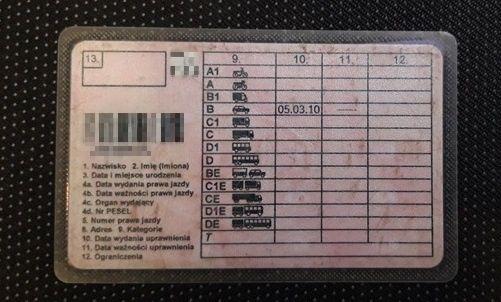 13.
9. 10. 11. 12.
A1
A
B1
B 05.03.10 —
C1
C
D1
D
BE
C1E
CE
D1E
DE
T
1. Nazwisko 2. Imię (Imiona)
3. Data i miejsce urodzenia
4a. Data wydania prawa jazdy
4b. Data ważności prawa jazdy
4c. Organ wydający
4d. Nr PESEL
5. Numer prawa jazdy
8. Adres 9. Kategorie
10. Data wydania uprawnienia
11. Data ważności uprawnienia
12. Ograniczenia